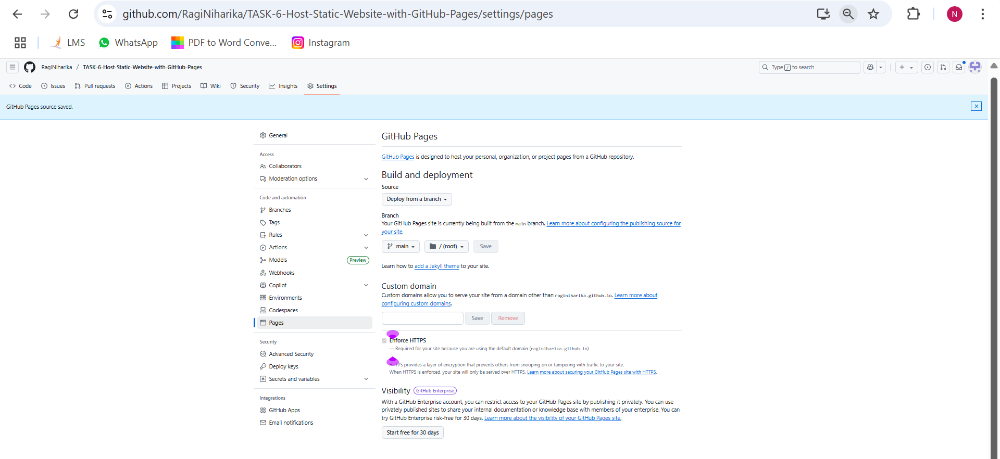 github.com/RagiNiharika/TASK-6-Host-Static-Website-with-GitHub-Pages/settings/pages
N
LMS
WhatsApp
PDF to Word Conve...
Instagram
RagiNiharika / TASK-6-Host-Static-Website-with-GitHub-Pages
Type / to search
Code
Issues
Pull requests
Actions
Projects
Wiki
Security
Insights
Settings
GitHub Pages source saved.
General
Access
Collaborators
Moderation options
Code and automation
Branches
Tags
Rules
Actions
Models
Preview
Webhooks
Copilot
Environments
Codespaces
Pages
Security
Advanced Security
Deploy keys
Secrets and variables
Integrations
GitHub Apps
Email notifications
GitHub Pages
GitHub Pages is designed to host your personal, organization, or project pages from a GitHub repository.
Build and deployment
Source
Deploy from a branch
Branch
Your GitHub Pages site is currently being built from the main branch. Learn more about configuring the publishing source for
your site.
main
/ (root)
Save
Learn how to add a Jekyll theme to your site.
Custom domain
Custom domains allow you to serve your site from a domain other than raginiharika.github.io. Learn more about
configuring custom domains.
Save
Remove
Enforce HTTPS
— Required for your site because you are using the default domain (raginiharika.github.io)
HTTPS provides a layer of encryption that prevents others from snooping on or tampering with traffic to your site.
When HTTPS is enforced, your site will only be served over HTTPS. Learn more about securing your GitHub Pages site with HTTPS.
Visibility
GitHub Enterprise
With a GitHub Enterprise account, you can restrict access to your GitHub Pages site by publishing it privately. You can use
privately published sites to share your internal documentation or knowledge base with members of your enterprise. You can
try GitHub Enterprise risk-free for 30 days. Learn more about the visibility of your GitHub Pages site.
Start free for 30 days